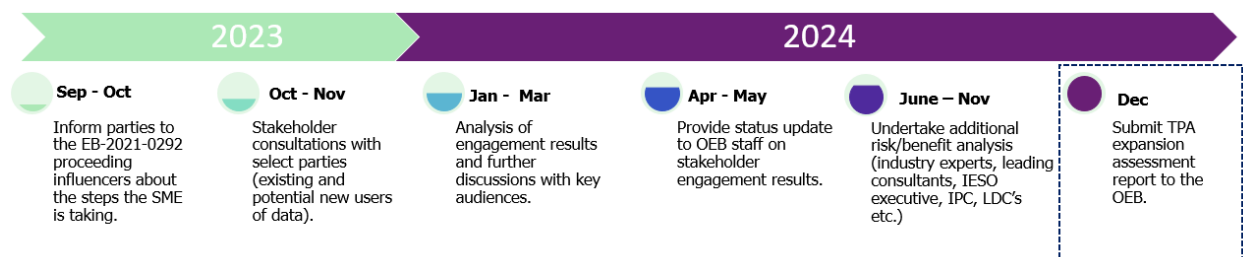 2023
2024
Sep - Oct
Inform parties to
the EB-2021-0292
proceeding
influencers about
the steps the SME
is taking.
Oct - Nov
Stakeholder
consultations with
select parties
(existing and
potential new users
of data).
Jan - Mar
Analysis of
engagement results
and further
discussions with key
audiences.
Apr - May
Provide status update
to OEB staff on
stakeholder
engagement results.
June – Nov
Undertake additional
risk/benefit analysis
(industry experts, leading
consultants, IESO
executive, IPC, LDC's
etc.)
Dec
Submit TPA
expansion
assessment
report to the
OEB.